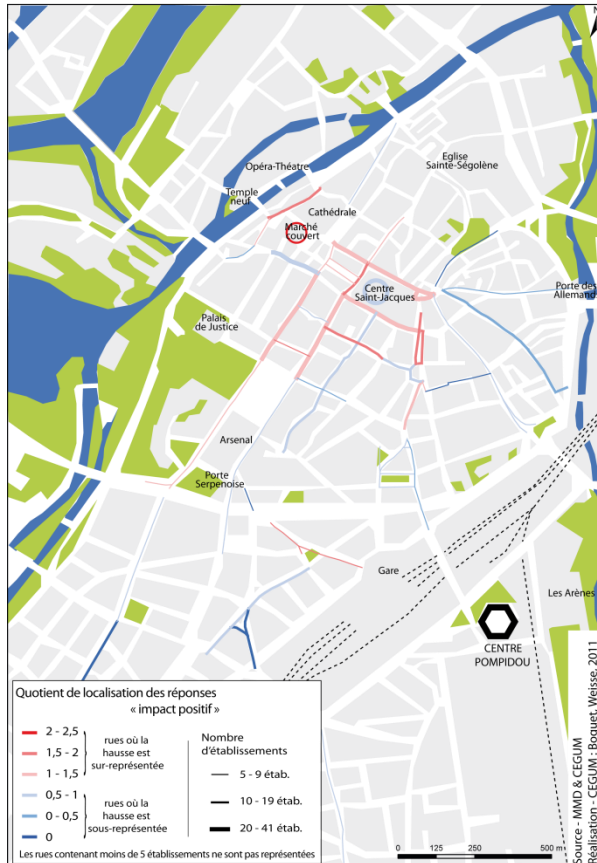 N
Eglise
Sainte-Ségolène
Opéra-Théatre
Temple
neuf
Cathédrale
Marché
couvert
Centre
Saint-Jacques
Porte des
Allemands
Palais
de Justice
Arsenal
Porte
Serpenoise
Gare
Les Arènes
CENTRE
POMPIDOU
Quotient de localisation des réponses
« impact positif »
2 - 2,5
1,5 - 2
1 - 1,5
rues où la
hausse est
sur-représentée
0,5 - 1
0 - 0,5
0
rues où la
hausse est
sous-représentée
Nombre
d'établissements
5 - 9 étab.
10 - 19 étab.
20 - 41 étab.
Les rues contenant moins de 5 établissements ne sont pas représentées
0 125 250 500 m
Source - MMD & CEGUM
Réalisation - CEGUM : Boquet, Weisse, 2011